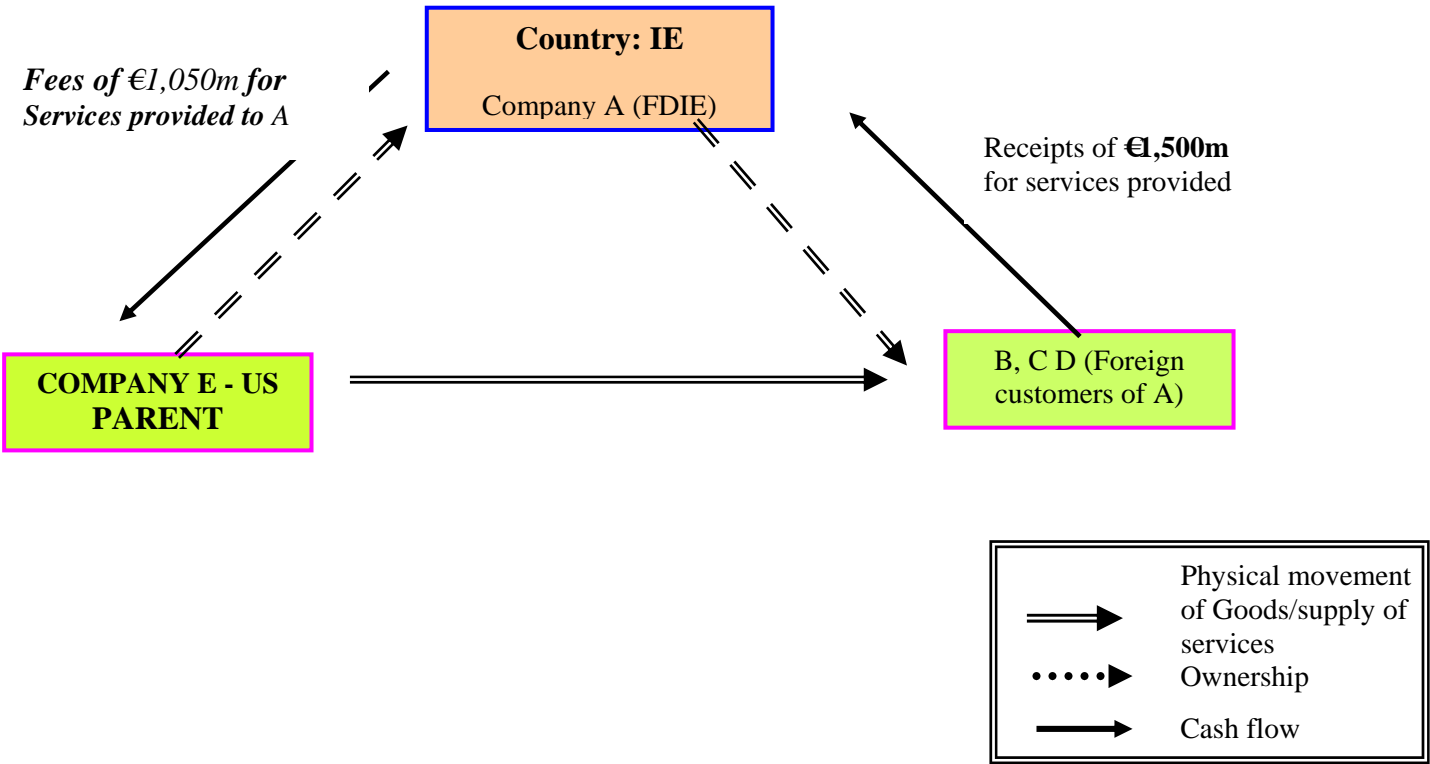 Country: IE
Company A (FDIE)
Fees of €1,050m for
Services provided to A
Receipts of €1,500m
for services provided
COMPANY E - US
PARENT
B, C D (Foreign
customers of A)
Physical movement
of Goods/supply of
services
Ownership
Cash flow